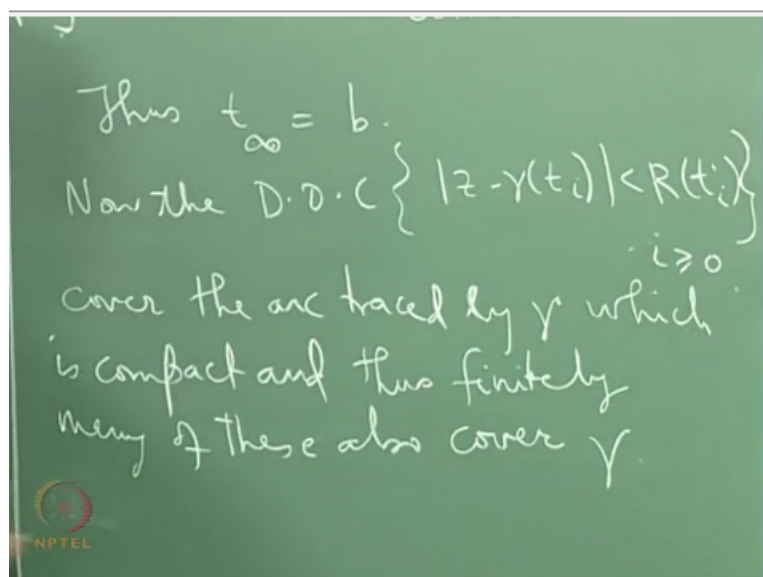 Thus t∞ = b.
Now the D.O.C { |z - γ(ti)| < R(ti) }
i ≥ 0
cover the arc traced by γ which
is compact and thus finitely
many of these also cover γ
NPTEL